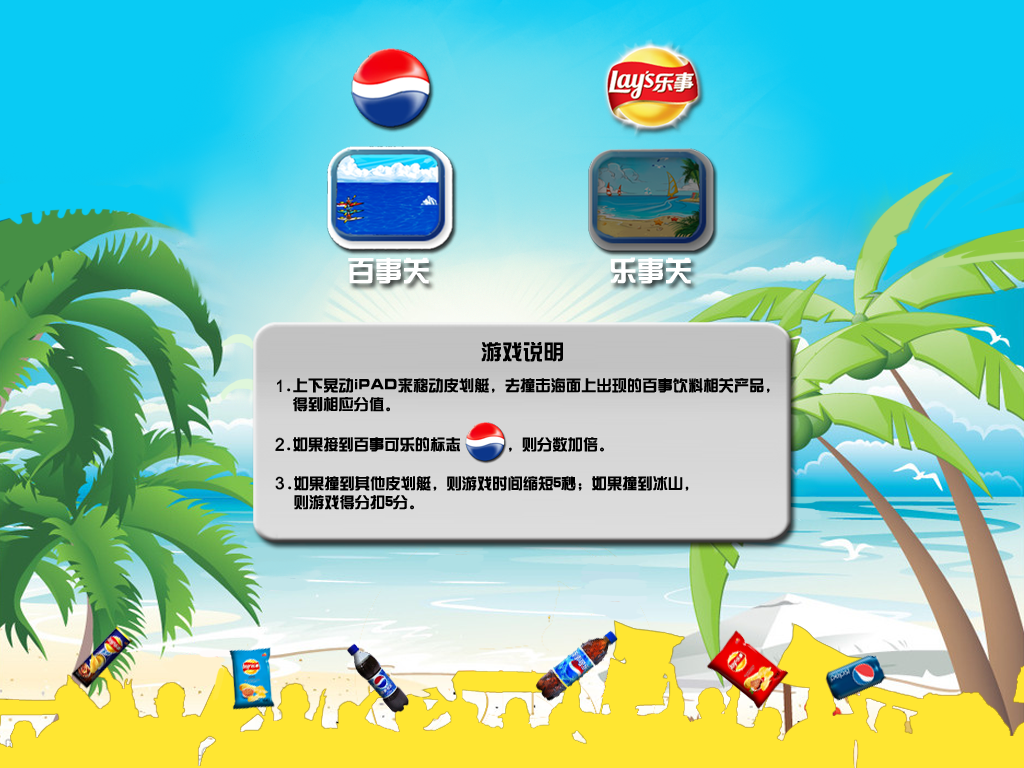 Lay's乐事
百事关
乐事关
游戏说明
1.上下晃动iPAD来移动皮划艇，去撞击海面上出现的百事饮料相关产品，
得到相应分值。
2.如果接到百事可乐的标志，则分数加倍。
3.如果撞到其他皮划艇，则游戏时间缩短5秒；如果撞到冰山，
则游戏得分扣5分。
Lay's
Lay's
pepsi